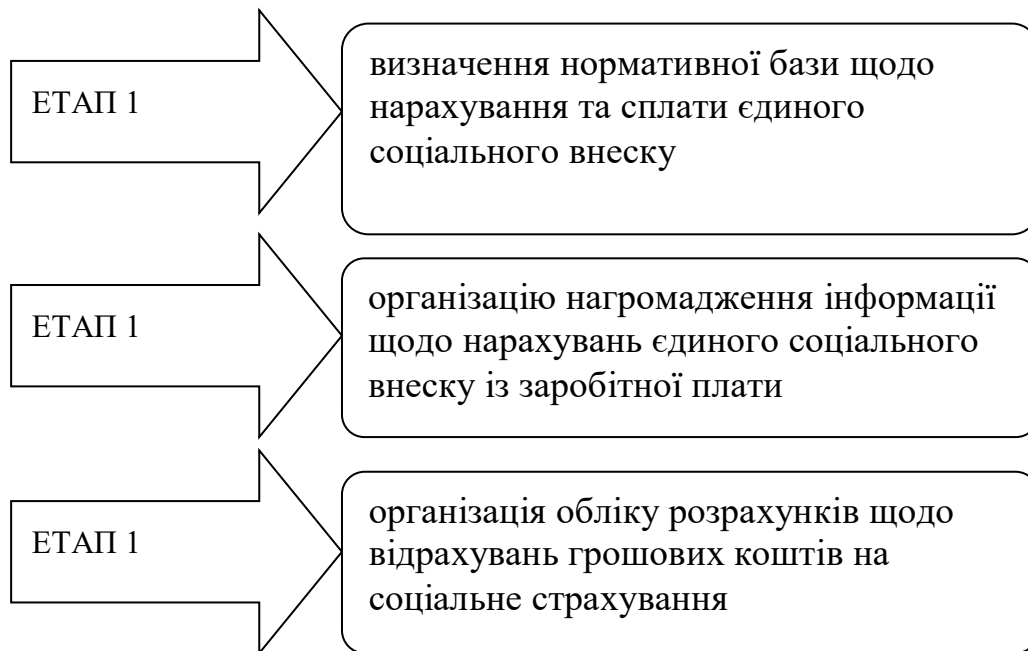 ЕТАП 1
визначення нормативної бази щодо
нарахування та сплати єдиного
соціального внеску
ЕТАП 1
організацію нагромадження інформації
щодо нарахувань єдиного соціального
внеску із заробітної плати
ЕТАП 1
організація обліку розрахунків щодо
відрахувань грошових коштів на
соціальне страхування